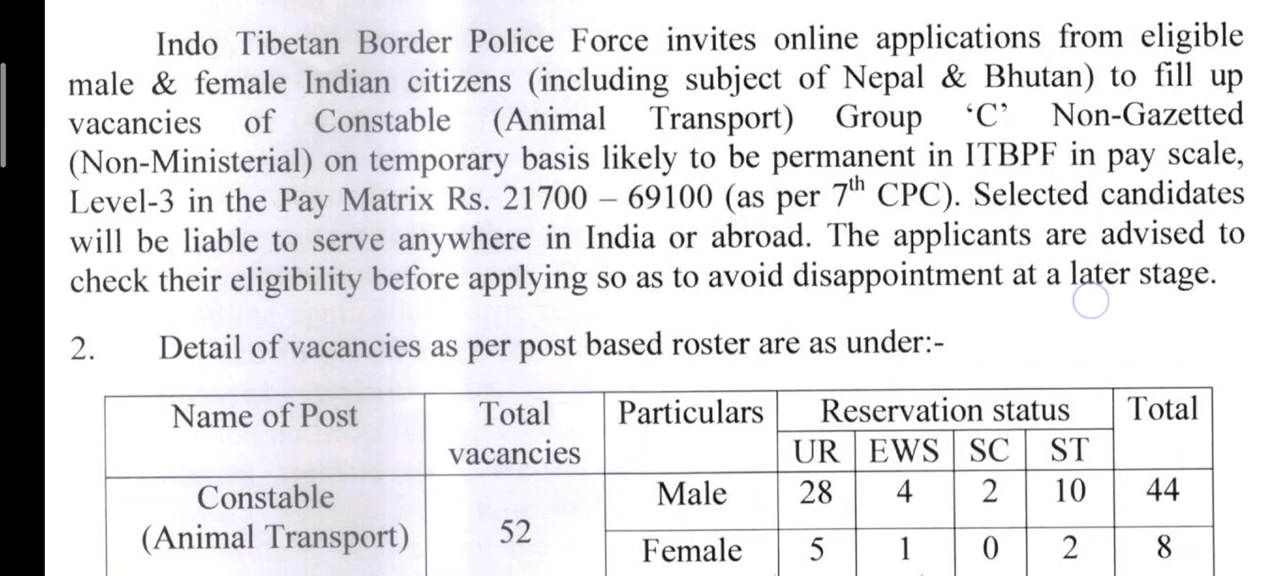 Indo Tibetan Border Police Force invites online applications from eligible
male & female Indian citizens (including subject of Nepal & Bhutan) to fill up
vacancies of Constable (Animal Transport) Group ‘C’ Non-Gazetted
(Non-Ministerial) on temporary basis likely to be permanent in ITBPF in pay scale,
Level-3 in the Pay Matrix Rs. 21700 – 69100 (as per 7th CPC). Selected candidates
will be liable to serve anywhere in India or abroad. The applicants are advised to
check their eligibility before applying so as to avoid disappointment at a later stage.
2. Detail of vacancies as per post based roster are as under:-
Name of Post Total vacancies Particulars Reservation status Total
UR EWS SC ST
Constable (Animal Transport) 52 Male 28 4 2 10 44
Female 5 1 0 2 8